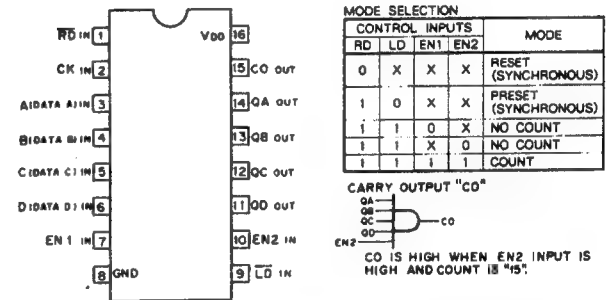 RD IN 1
CK IN 2
A(DATA A) IN 3
B(DATA B) IN 4
C(DATA C) IN 5
D(DATA D) IN 6
EN 1 IN 7
8 GND
VDD 16
15 CO OUT
14 QA OUT
13 QB OUT
12 QC OUT
11 QD OUT
10 EN2 IN
9 LD IN
MODE SELECTION
CONTROL INPUTS MODE
RD LD EN1 EN2
0 X X X RESET
(SYNCHRONOUS)
1 0 X X PRESET
(SYNCHRONOUS)
1 1 0 X NO COUNT
1 1 X 0 NO COUNT
1 1 1 1 COUNT
CARRY OUTPUT "CO"
QA
QB
QC
QD
EN2
CO
CO IS HIGH WHEN EN2 INPUT IS
HIGH AND COUNT IS "15".